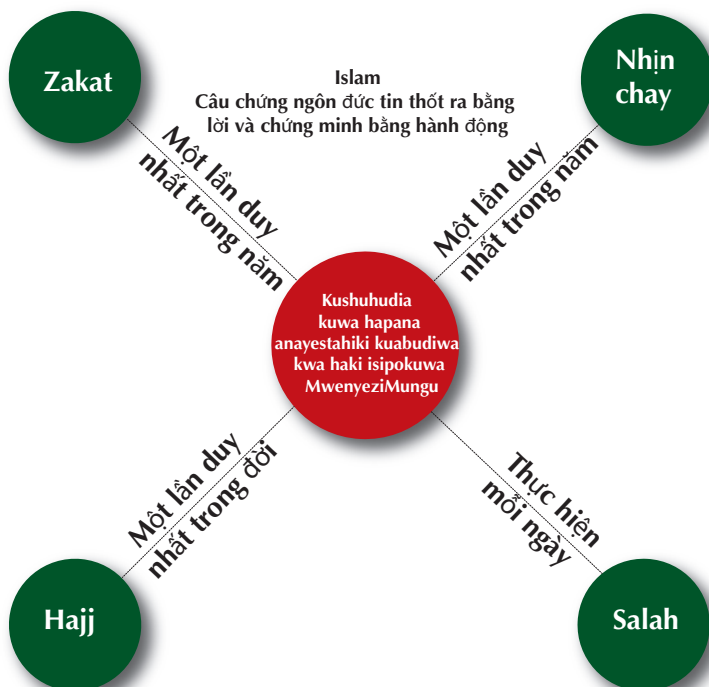 Zakat
Islam
Câu chứng ngôn đức tin thốt ra bằng
lời và chứng minh bằng hành động
Nhịn
chay
Một lần duy
nhất trong năm
Một lần duy
nhất trong năm
Kushuhudia
kuwa hapana
anayestahiki kuabudiwa
kwa haki isipokuwa
MwenyeziMungu
Một lần duy
nhất trong đời
Thực hiện
mỗi ngày
Hajj
Salah